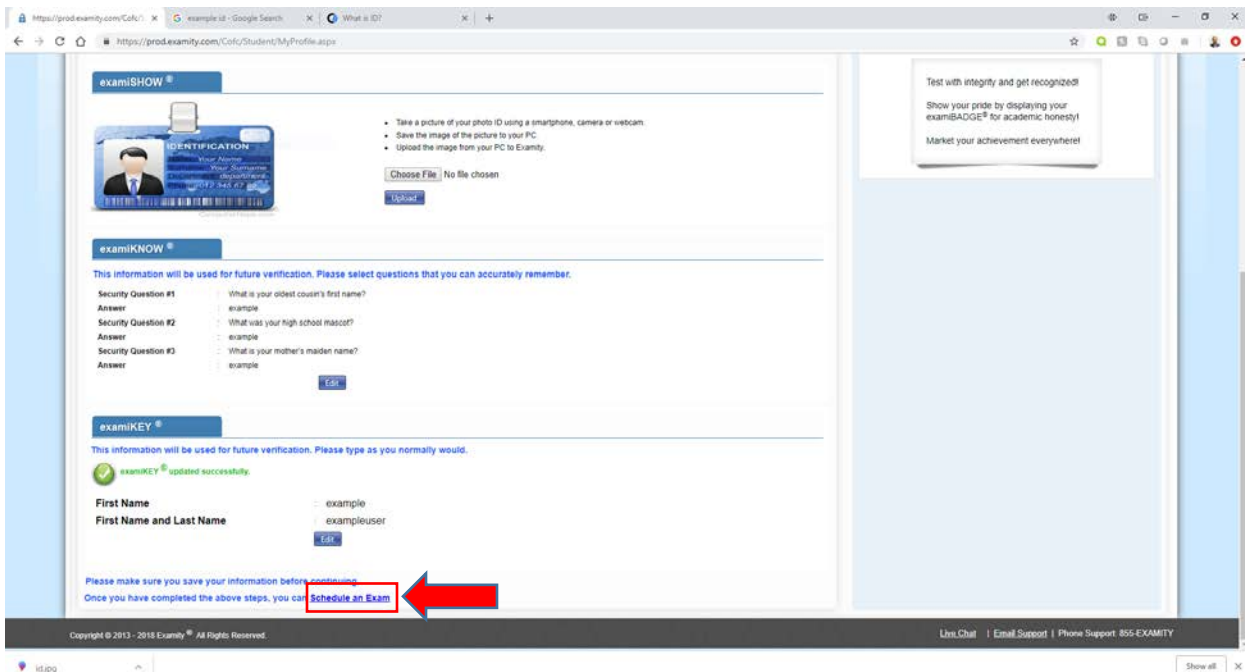 https://prod.examity.com/Cofc/S
example id - Google Search
What is ID?
https://prod.examity.com/Cofc/Student/MyProfile.aspx
examiSHOW ®
IDENTIFICATION
Your Name
Your Surname
department
012 345 67
• Take a picture of your photo ID using a smartphone, camera or webcam.
• Save the image of the picture to your PC.
• Upload the image from your PC to Examity.
Choose File No file chosen
Upload
Test with integrity and get recognized!
Show your pride by displaying your
examiBADGE® for academic honesty!
Market your achievement everywhere!
examiKNOW ®
This information will be used for future verification. Please select questions that you can accurately remember.
Security Question #1 : What is your oldest cousin's first name?
Answer : example
Security Question #2 : What was your high school mascot?
Answer : example
Security Question #3 : What is your mother's maiden name?
Answer : example
Edit
examiKEY ®
This information will be used for future verification. Please type as you normally would.
examiKEY ® updated successfully.
First Name : example
First Name and Last Name : exampleuser
Edit
Please make sure you save your information before continuing.
Once you have completed the above steps, you can Schedule an Exam
Copyright © 2013 - 2018 Examity ® All Rights Reserved.
Live Chat | Email Support | Phone Support: 855-EXAMITY
id.jpg
Show all